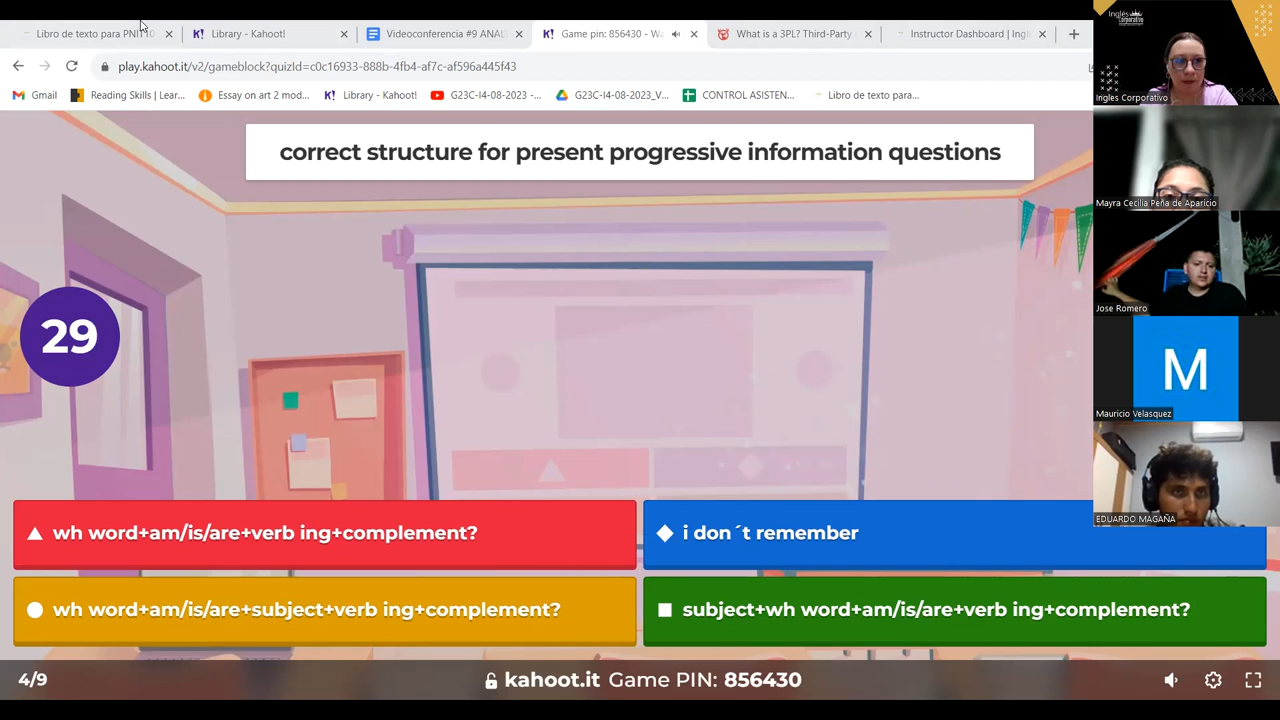 Libro de texto para PNIT10
Library - Kahoot!
Videoconferencia #9 ANAL
Game pin: 856430 - Wa
What is a 3PL? Third-Party
Instructor Dashboard | Ingl
play.kahoot.it/v2/gameblock?quizId=c0c16933-888b-4fb4-af7c-af596a445f43
Gmail
Reading Skills | Lear...
Essay on art 2 mod...
Library - Kahoot!
G23C-I4-08-2023 -...
G23C-I4-08-2023_V...
CONTROL ASISTEN...
Libro de texto para...
correct structure for present progressive information questions
29
wh word+am/is/are+verb ing+complement?
i don´t remember
wh word+am/is/are+subject+verb ing+complement?
subject+wh word+am/is/are+verb ing+complement?
4/9
kahoot.it Game PIN: 856430
Inglés
Corporativo
Ingles Corporativo
Mayra Cecilia Peña de Aparicio
Jose Romero
M
Mauricio Velasquez
EDUARDO MAGAÑA